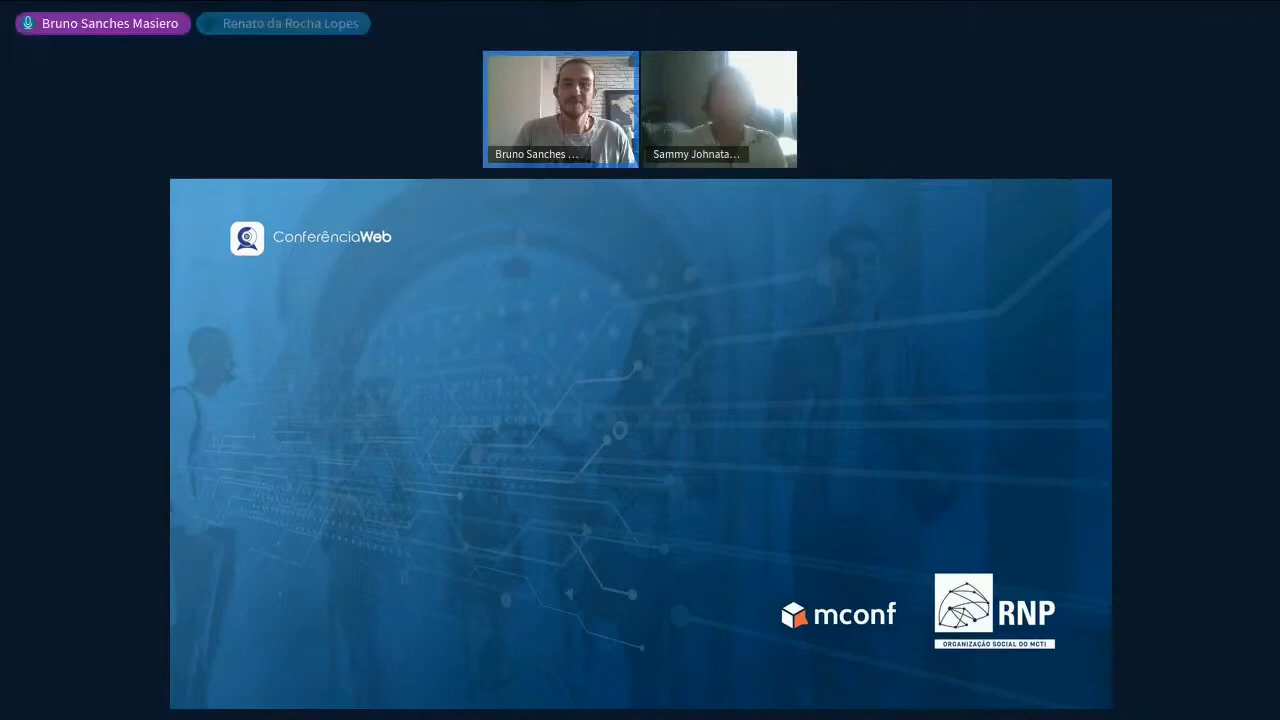 Bruno Sanches Masiero
Renato da Rocha Lopes
Bruno Sanches ...
Sammy Johnata...
ConferênciaWeb
mconf
RNP
ORGANIZAÇÃO SOCIAL DO MCTI